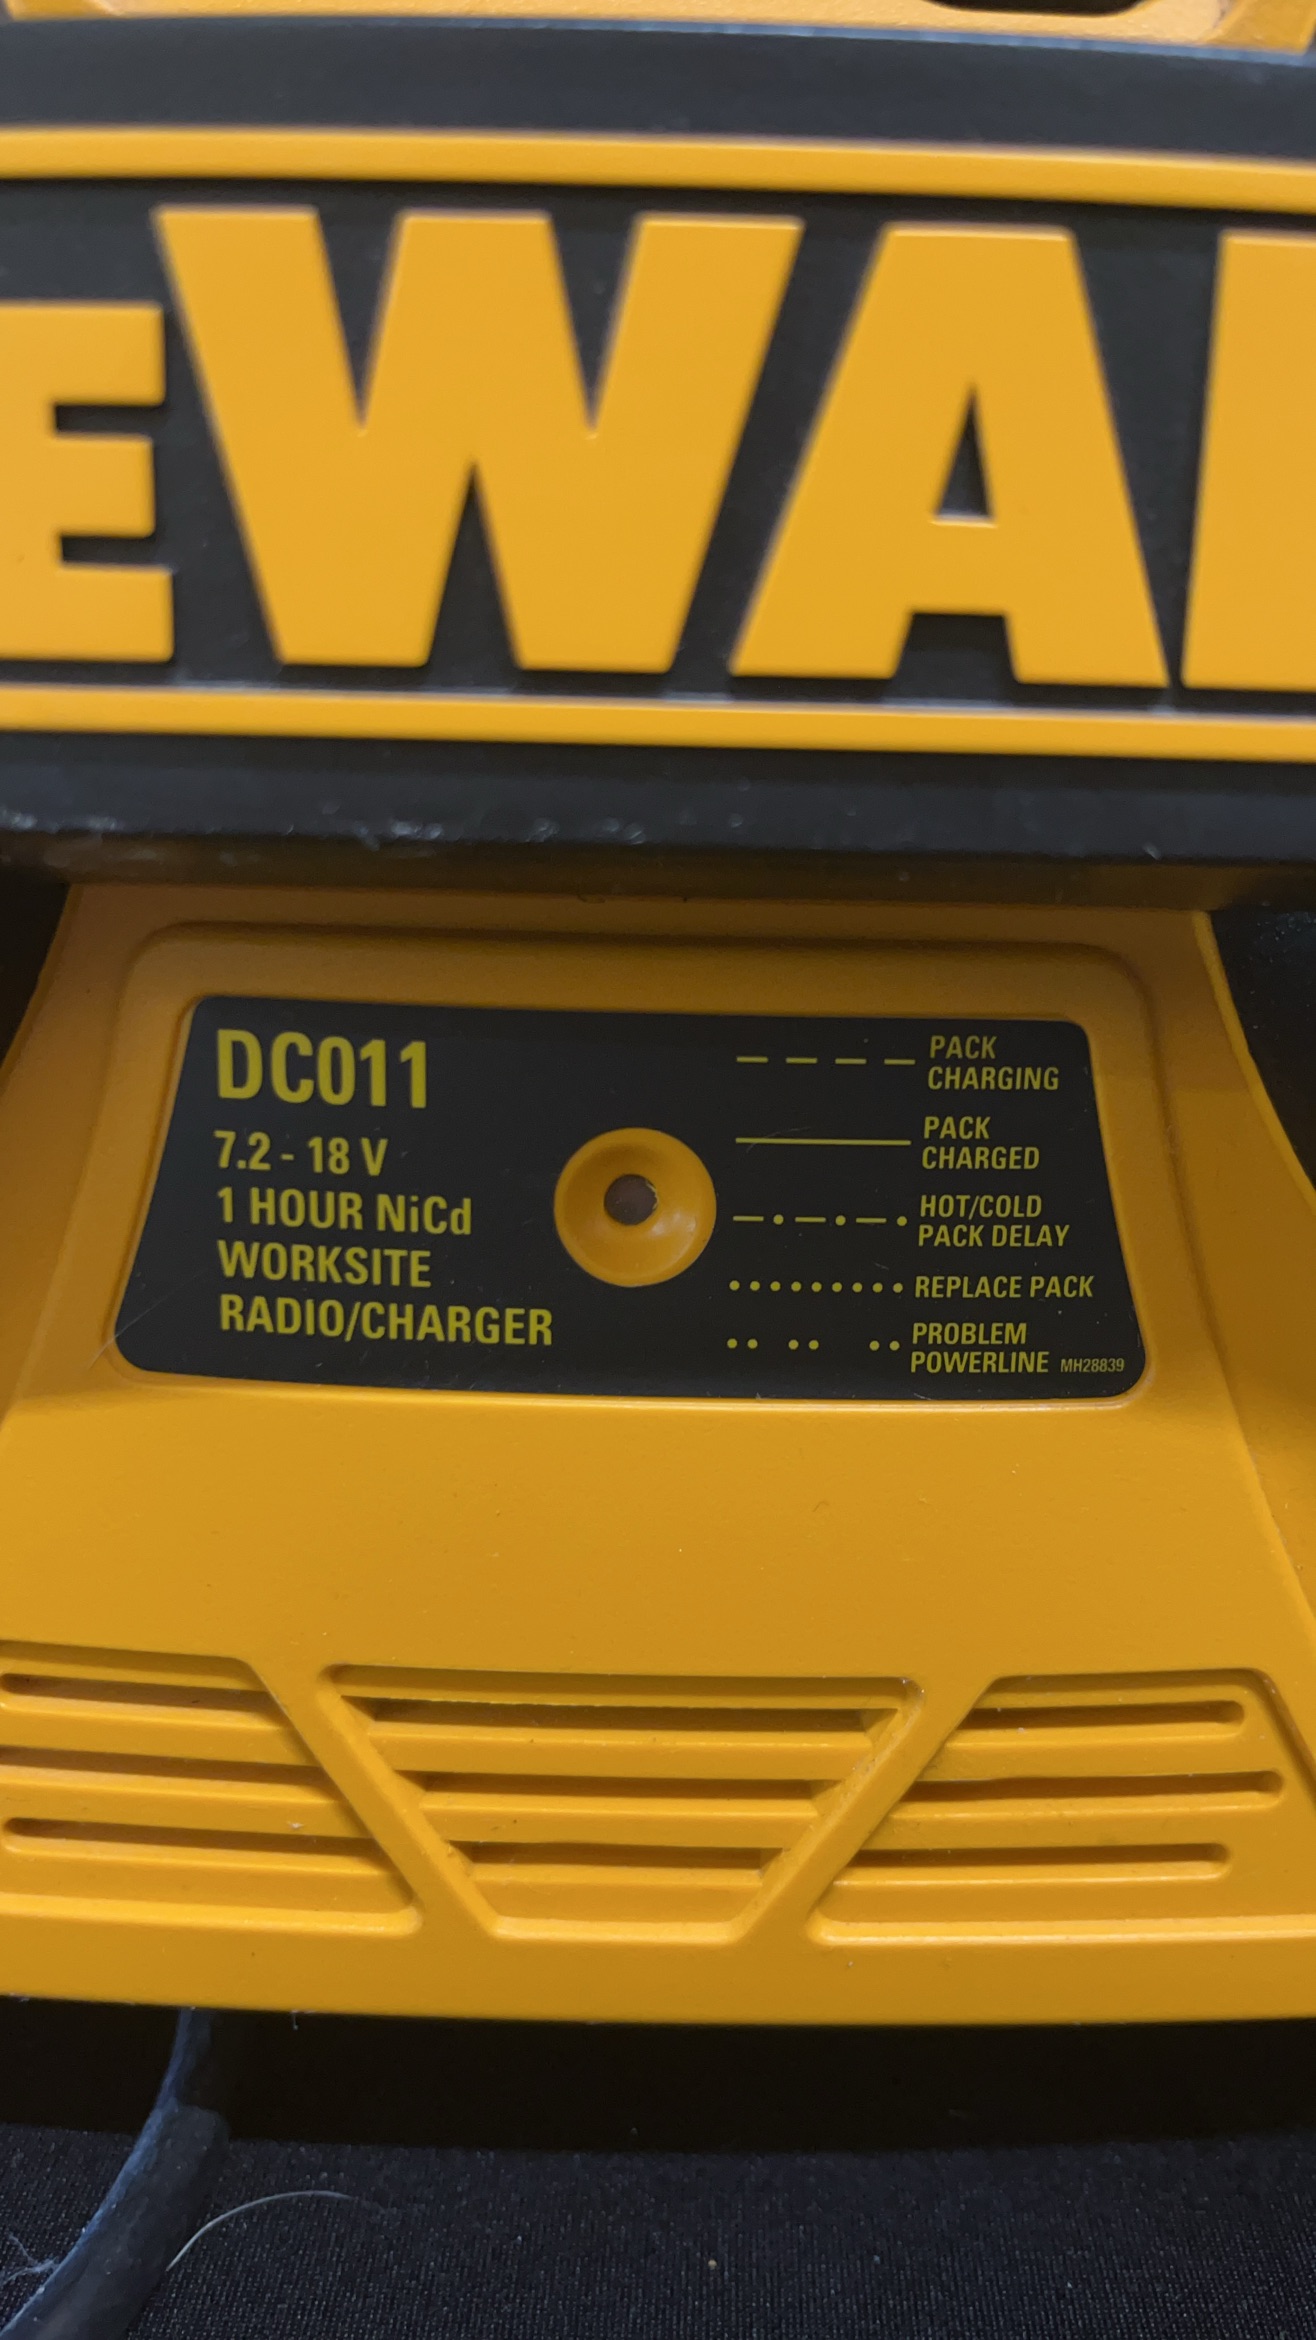 EWAL
DC011
7.2 - 18 V
1 HOUR NiCd
WORKSITE
RADIO/CHARGER
PACK
CHARGING
PACK
CHARGED
HOT/COLD
PACK DELAY
REPLACE PACK
PROBLEM
POWERLINE MH28839